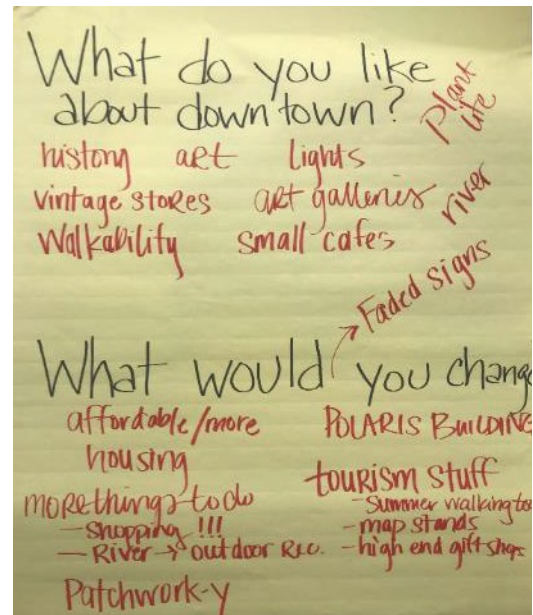 What do you like
about downtown?
Plant
life
history art Lights
vintage stores art galleries
river
Walkability small cafes
→ Faded signs
What would you change
affordable/more
housing
POLARIS BUILDING
more things to do
- Shopping !!!
- River → outdoor Rec.
tourism stuff
- Summer walking to
- map stands
- high end gift shops
Patchwork-y